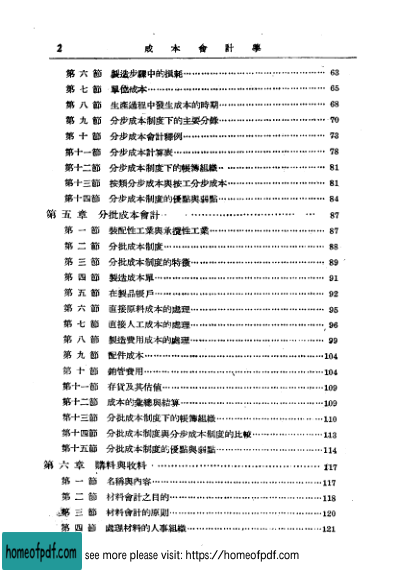 2 成本會計學
第六節 製造步驟中的損耗 63
第七節 單位成本 65
第八節 生產過程中發生成本的時期 68
第九節 分步成本制度下的主要分錄 70
第十節 分步成本會計釋例 73
第十一節 分步成本計算表 78
第十二節 分步成本制度下的帳簿組織 81
第十三節 按類分步成本與按工分步成本 81
第十四節 分步成本制度的優點與弱點 84
第五章 分批成本會計 87
第一節 裝配性工業與承攬性工業 87
第二節 分批成本制度 88
第三節 分批成本制度的特徵 89
第四節 製造成本單 91
第五節 在製品帳戶 92
第六節 直接原料成本的處理 95
第七節 直接人工成本的處理 96
第八節 製造費用成本的處理 99
第九節 配件成本 104
第十節 銷管費用 104
第十一節 存貨及其估價 109
第十二節 成本的彙總與結算 109
第十三節 分批成本制度下的帳簿組織 110
第十四節 分批成本制度與分步成本制度的比較 113
第十五節 分批成本制度的優點與弱點 114
第六章 購料與收料 117
第一節 名稱與內容 117
第二節 材料會計之目的 118
第三節 材料會計的原則 120
第四節 處理材料的人事組織 121
homeofpdf.com see more please visit: https://homeofpdf.com